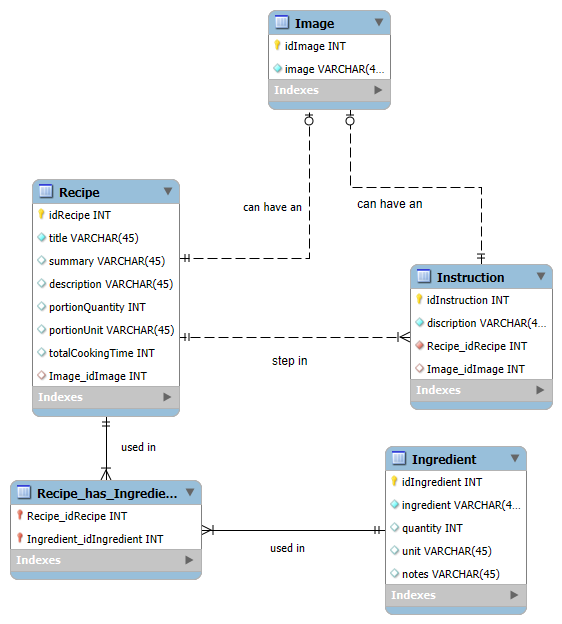 Image
idImage INT
image VARCHAR(4...
Indexes
can have an
can have an
Recipe
idRecipe INT
title VARCHAR(45)
summary VARCHAR(45)
description VARCHAR(45)
portionQuantity INT
portionUnit VARCHAR(45)
totalCookingTime INT
Image_idImage INT
Indexes
Instruction
idInstruction INT
discription VARCHAR(4...
Recipe_idRecipe INT
Image_idImage INT
Indexes
step in
used in
Recipe_has_Ingredie...
Recipe_idRecipe INT
Ingredient_idIngredient INT
Indexes
used in
Ingredient
idIngredient INT
ingredient VARCHAR(4...
quantity INT
unit VARCHAR(45)
notes VARCHAR(45)
Indexes